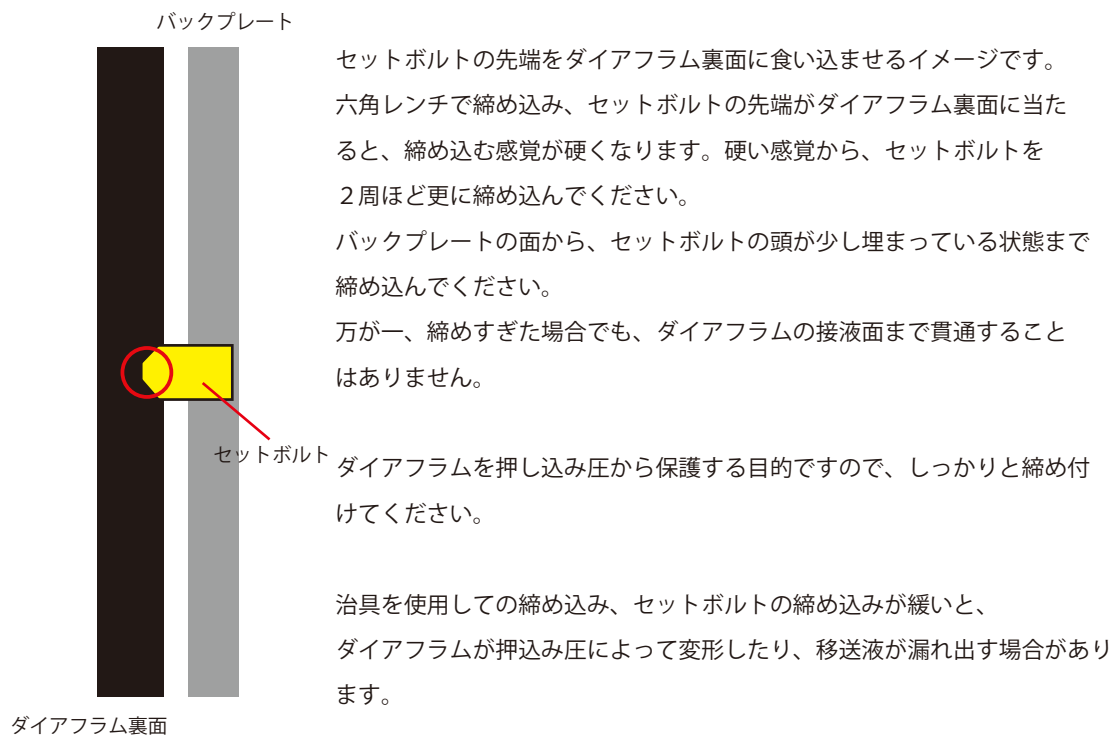 バックプレート
セットボルトの先端をダイアフラム裏面に食い込ませるイメージです。
六角レンチで締め込み、セットボルトの先端がダイアフラム裏面に当た
ると、締め込む感覚が硬くなります。硬い感覚から、セットボルトを
２周ほど更に締め込んでください。
バックプレートの面から、セットボルトの頭が少し埋まっている状態まで
締め込んでください。
万が一、締めすぎた場合でも、ダイアフラムの接液面まで貫通すること
はありません。
セットボルト
ダイアフラムを押し込み圧から保護する目的ですので、しっかりと締め付
けてください。
治具を使用しての締め込み、セットボルトの締め込みが緩いと、
ダイアフラムが押込み圧によって変形したり、移送液が漏れ出す場合があり
ます。
ダイアフラム裏面